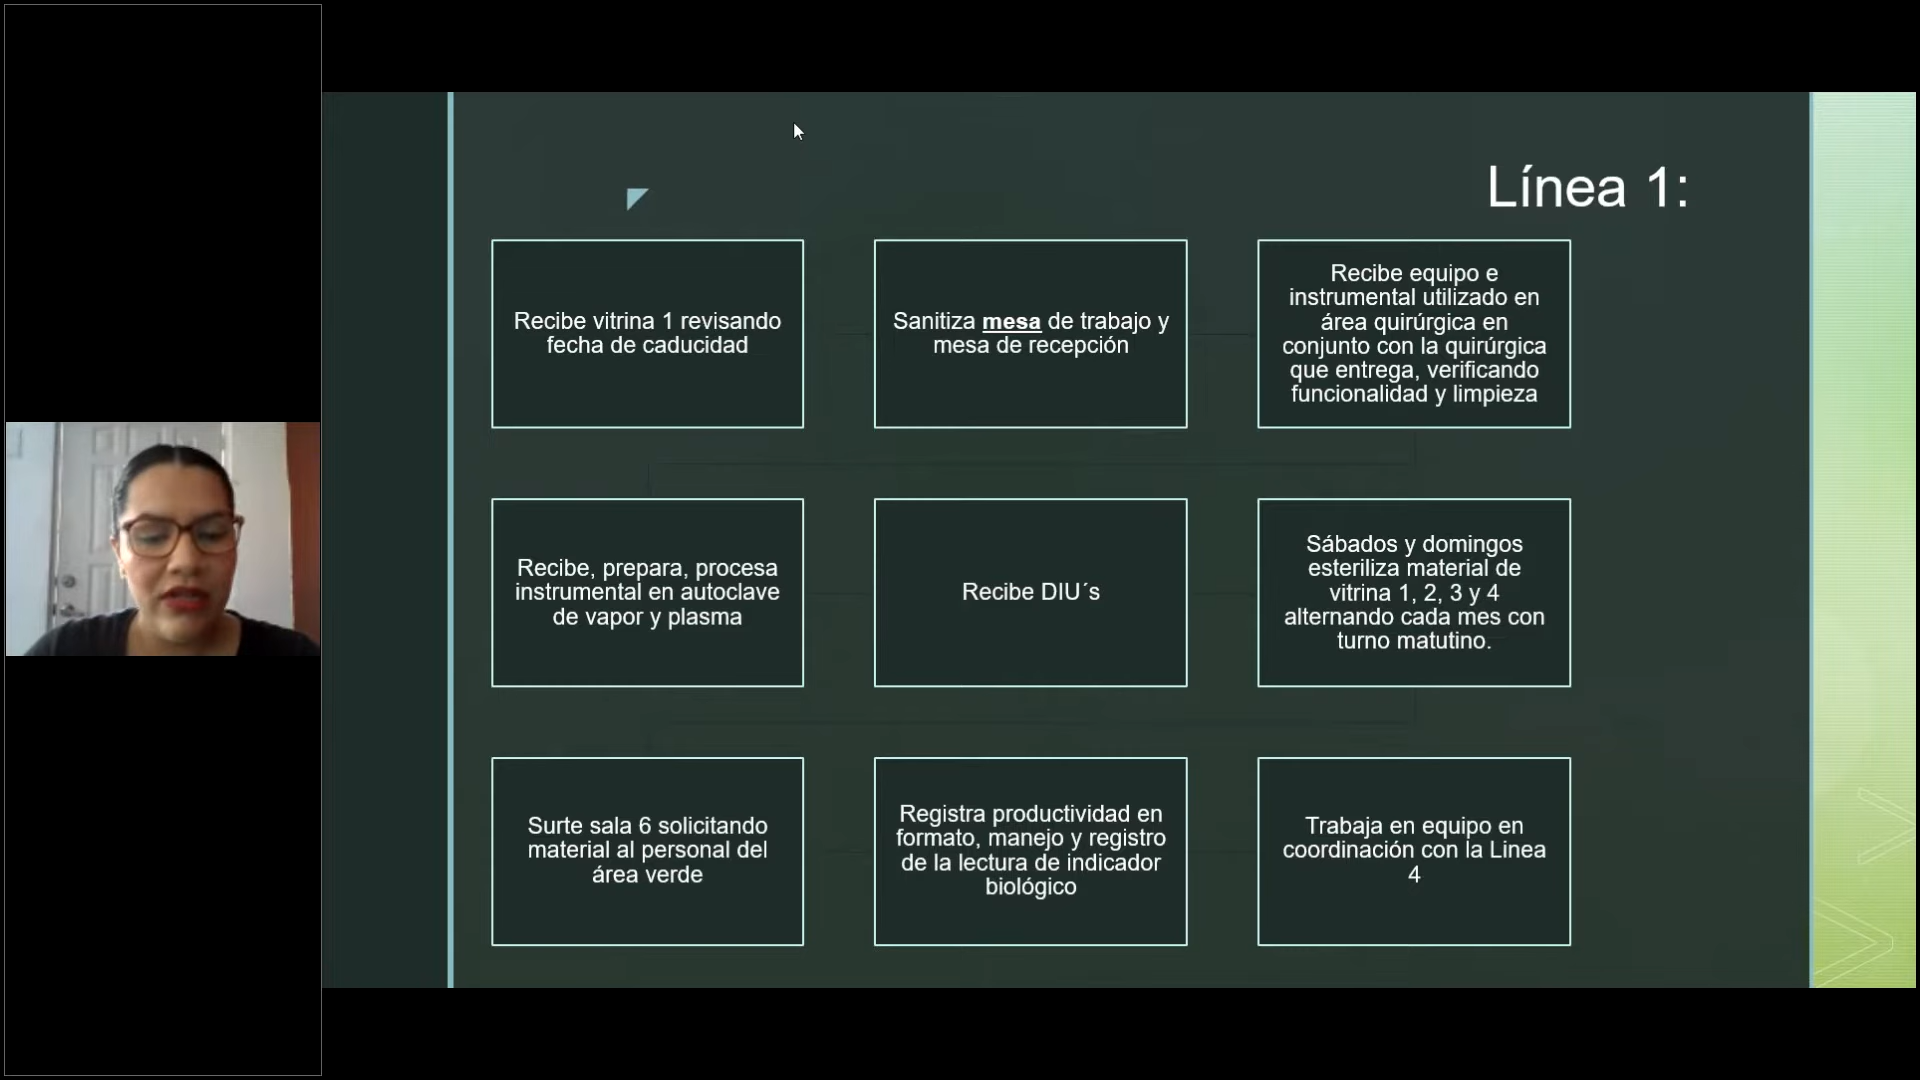 Línea 1:
Recibe vitrina 1 revisando
fecha de caducidad
Sanitiza mesa de trabajo y
mesa de recepción
Recibe equipo e
instrumental utilizado en
área quirúrgica en
conjunto con la quirúrgica
que entrega, verificando
funcionalidad y limpieza
Recibe, prepara, procesa
instrumental en autoclave
de vapor y plasma
Recibe DIU´s
Sábados y domingos
esteriliza material de
vitrina 1, 2, 3 y 4
alternando cada mes con
turno matutino.
Surte sala 6 solicitando
material al personal del
área verde
Registra productividad en
formato, manejo y registro
de la lectura de indicador
biológico
Trabaja en equipo en
coordinación con la Linea
4